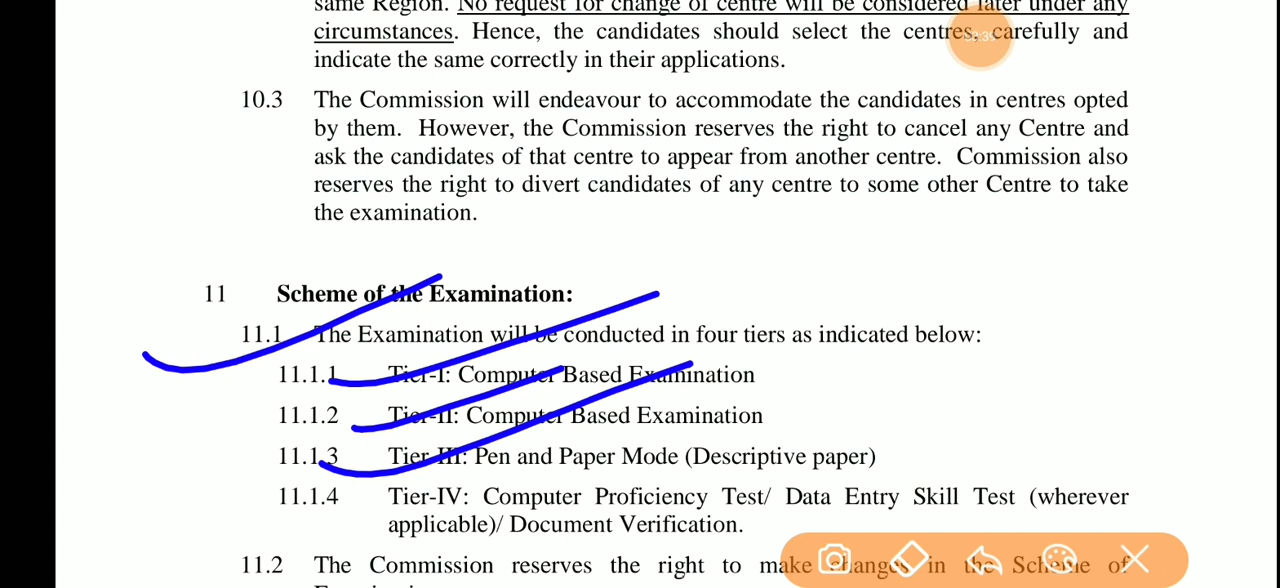 same Region. No request for change of centre will be considered later under any
circumstances. Hence, the candidates should select the centres, carefully and
indicate the same correctly in their applications.
10.3 The Commission will endeavour to accommodate the candidates in centres opted
by them. However, the Commission reserves the right to cancel any Centre and
ask the candidates of that centre to appear from another centre. Commission also
reserves the right to divert candidates of any centre to some other Centre to take
the examination.
11 Scheme of the Examination:
11.1 The Examination will be conducted in four tiers as indicated below:
11.1.1 Tier-I: Computer Based Examination
11.1.2 Tier-II: Computer Based Examination
11.1.3 Tier-III: Pen and Paper Mode (Descriptive paper)
11.1.4 Tier-IV: Computer Proficiency Test/ Data Entry Skill Test (wherever
applicable)/ Document Verification.
11.2 The Commission reserves the right to make changes in the Scheme of